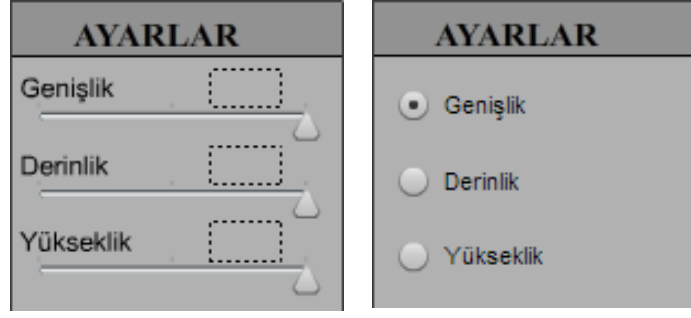 AYARLAR
Genişlik
Derinlik
Yükseklik
AYARLAR
Genişlik
Derinlik
Yükseklik